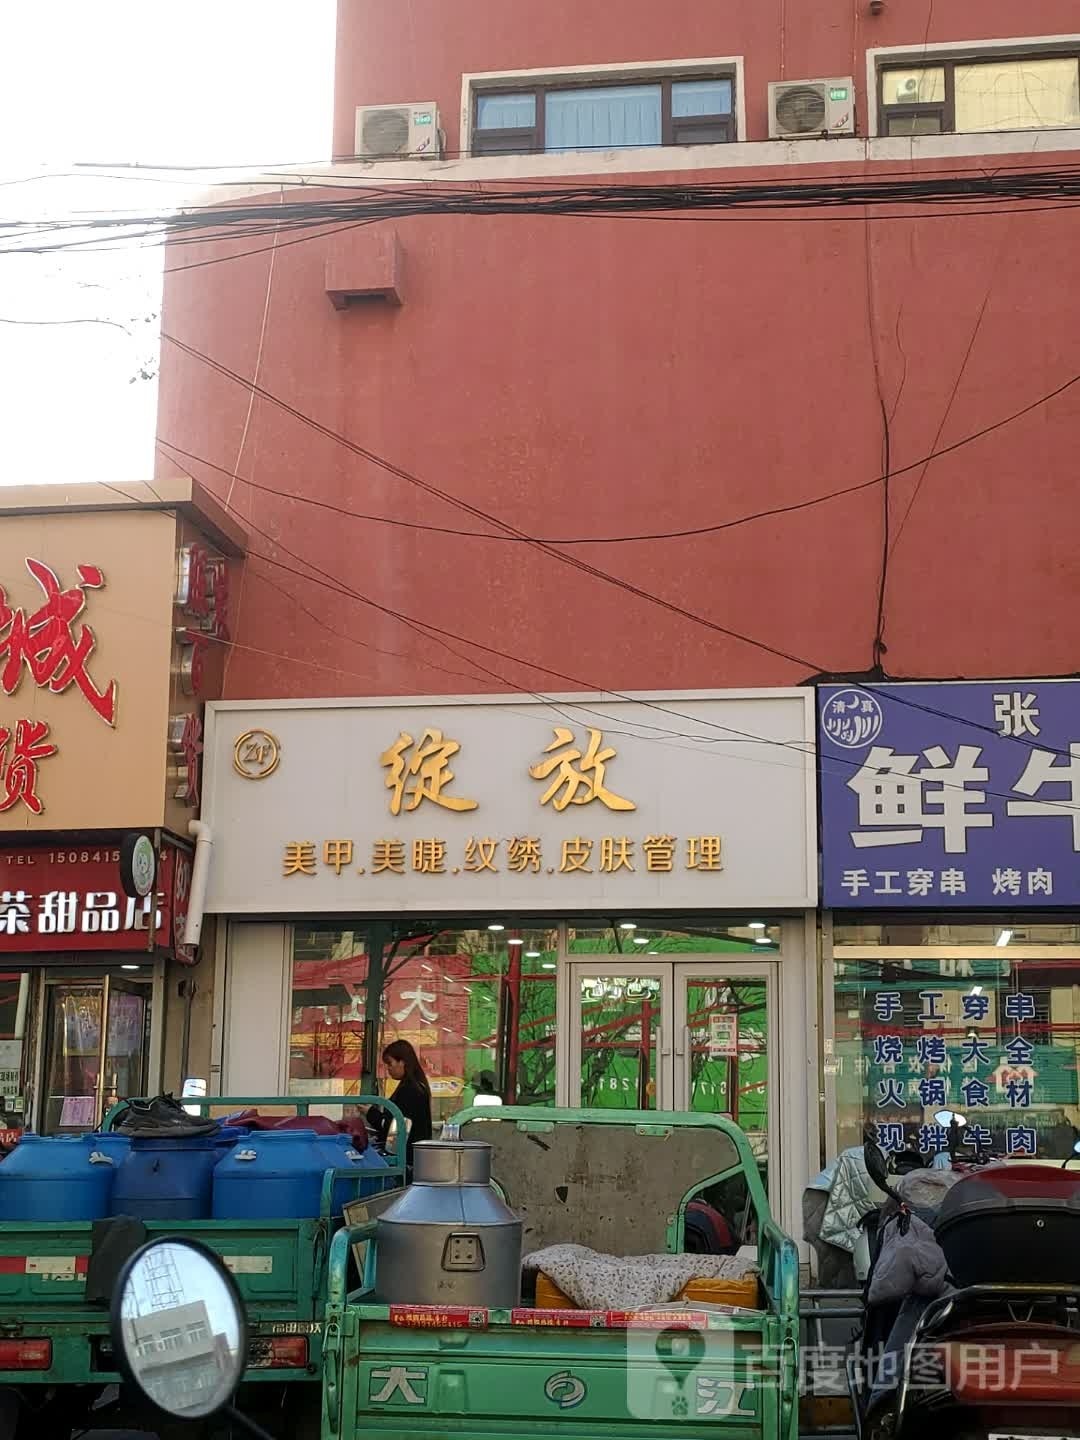 城
货
TEL 1508415
茶甜品店
ZF
绽放
美甲.美睫.纹绣.皮肤管理
清真
张
鲜牛
手工穿串 烤肉
手工穿串
烧烤大全
火锅食材
现拌牛肉
大江
大 江
百度地图用户